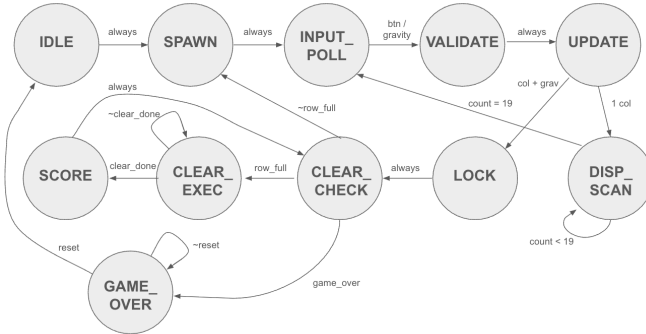 always
always
btn /
gravity
always
IDLE
SPAWN
INPUT_
POLL
VALIDATE
UPDATE
always
~clear_done
~row_full
count = 19
col + grav
1 col
SCORE
clear_done
CLEAR_
EXEC
row_full
CLEAR_
CHECK
always
LOCK
DISP_
SCAN
count < 19
reset
~reset
GAME_
OVER
game_over